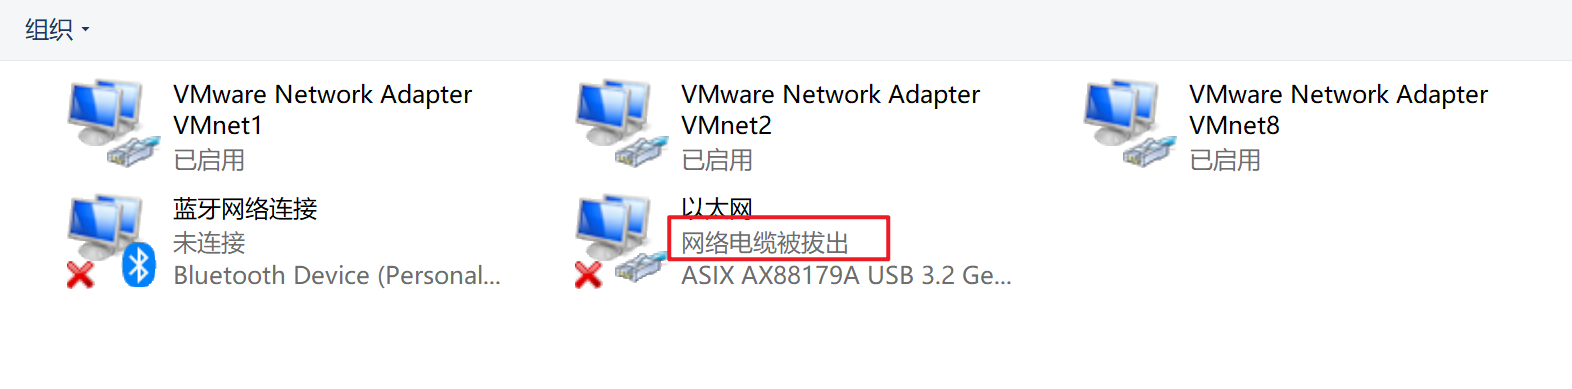 组织
VMware Network Adapter
VMnet1
已启用
VMware Network Adapter
VMnet2
已启用
VMware Network Adapter
VMnet8
已启用
蓝牙网络连接
未连接
Bluetooth Device (Personal...
以太网
网络电缆被拔出
ASIX AX88179A USB 3.2 Ge...